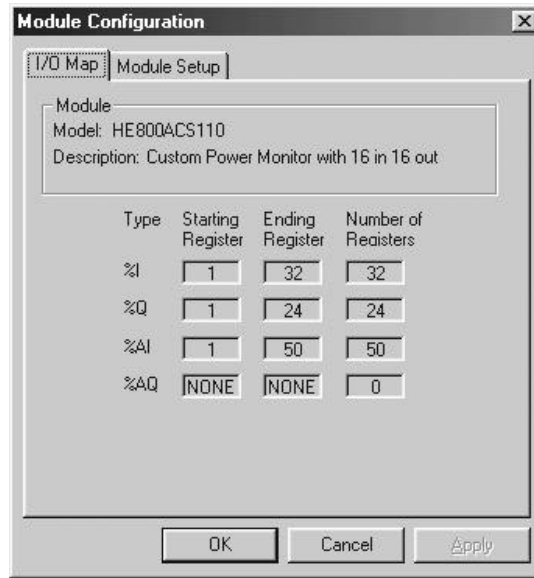 Module Configuration
I/O Map Module Setup
Module
Model: HE800ACS110
Description: Custom Power Monitor with 16 in 16 out
Type Starting Register Ending Register Number of Registers
%I 1 32 32
%Q 1 24 24
%AI 1 50 50
%AQ NONE NONE 0
OK Cancel Apply